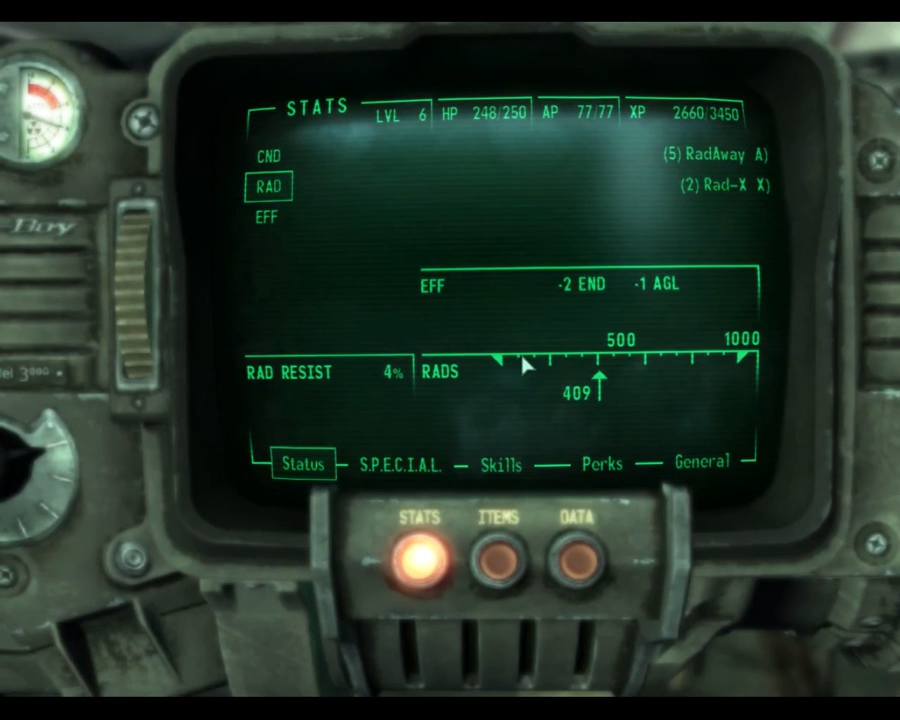 STATS LVL 6 HP 248/250 AP 77/77 XP 2660/3450
CND
(5) RadAway A)
RAD
(2) Rad-X X)
EFF
Boy
EFF -2 END -1 AGL
500 1000
RAD RESIST 4% RADS
409
3000
Status S.P.E.C.I.A.L. Skills Perks General
STATS ITEMS DATA